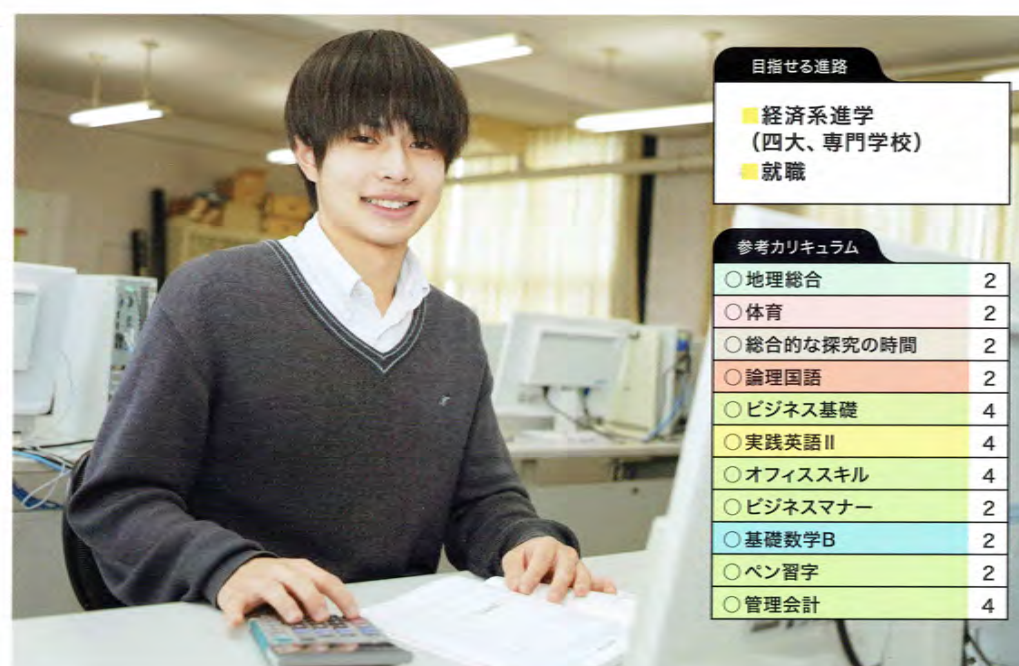 目指せる進路
■経済系進学
（四大、専門学校）
■就職
参考カリキュラム
○地理総合 2
○体育 2
○総合的な探究の時間 2
○論理国語 2
○ビジネス基礎 4
○実践英語Ⅱ 4
○オフィススキル 4
○ビジネスマナー 2
○基礎数学B 2
○ペン習字 2
○管理会計 4